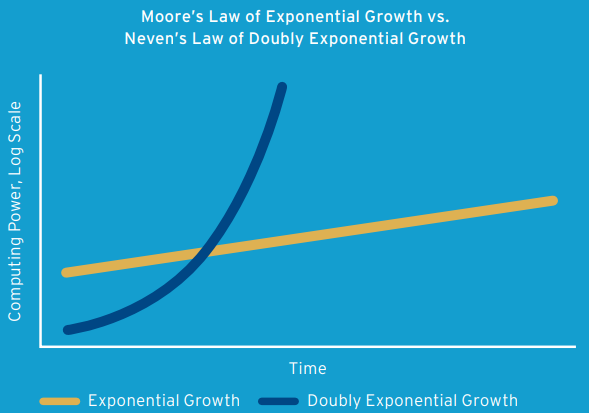 Moore's Law of Exponential Growth vs.
Neven's Law of Doubly Exponential Growth
Computing Power, Log Scale
Time
Exponential Growth
Doubly Exponential Growth